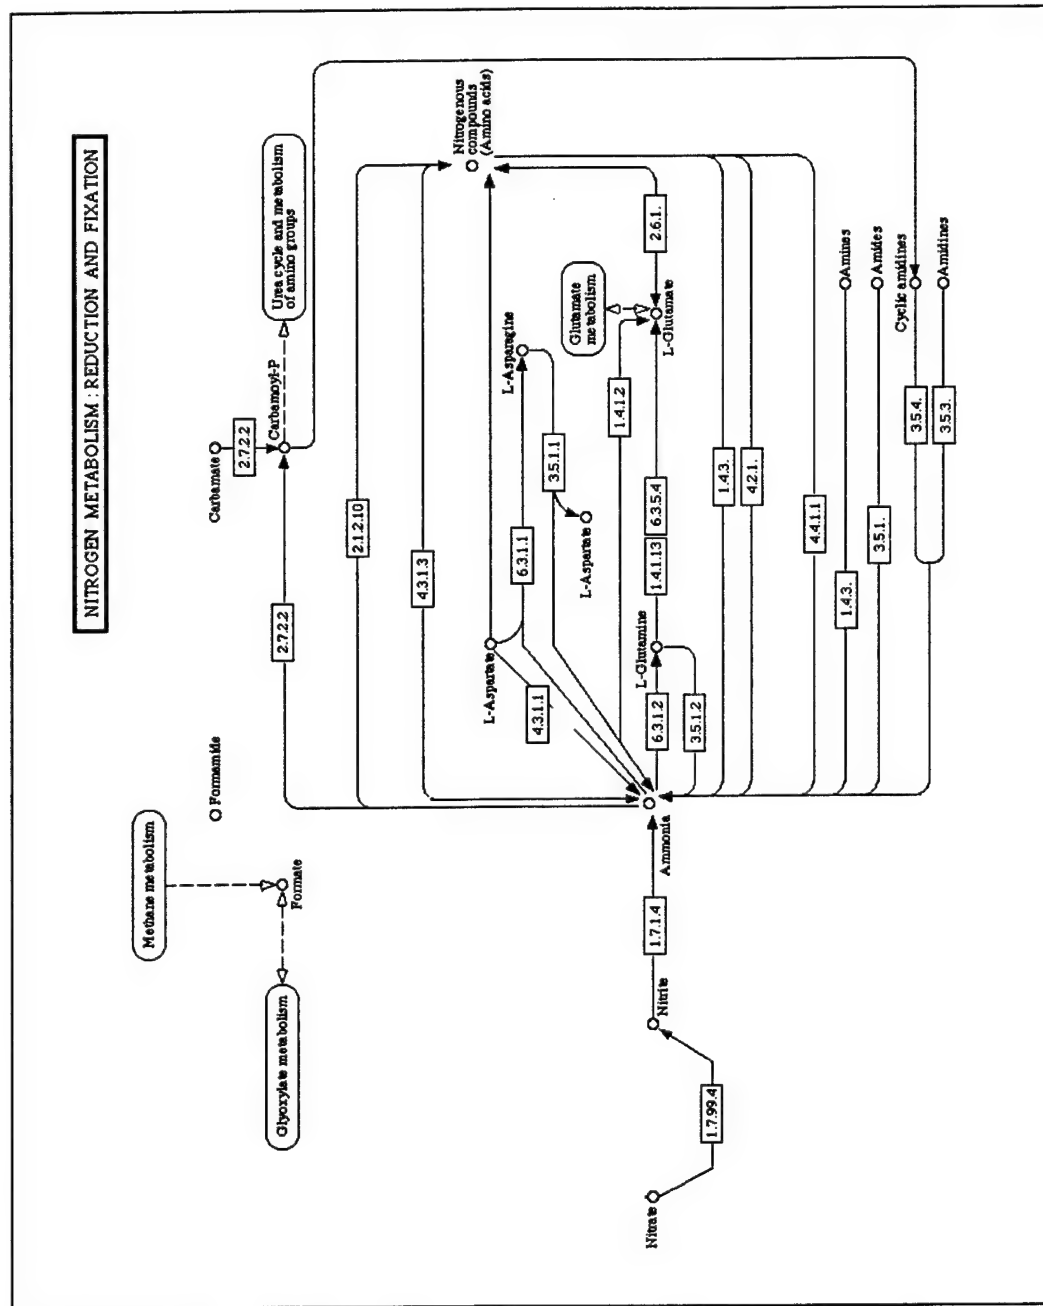 NITROGEN METABOLISM : REDUCTION AND FIXATION
Methane metabolism
Formamide
Carbamate
2.7.2.2
Glyoxylate metabolism
Formate
2.7.2.2
Carbamoyl-P
Urea cycle and metabolism
of amino groups
2.1.2.10
4.3.1.3
Nitrogenous
compounds
(Amino acids)
L-Aspartate
4.3.1.1
6.3.1.1
L-Asparagine
3.5.1.1
L-Aspartate
Glutamate
metabolism
1.4.1.2
L-Glutamine
6.3.1.2
1.4.1.13
6.3.5.4
L-Glutamate
2.6.1.
3.5.1.2
Nitrate
1.7.99.4
Nitrite
1.7.1.4
Ammonia
1.4.3.
4.2.1.
4.4.1.1
1.4.3.
Amines
3.5.1.
Amides
3.5.4.
Cyclic amidines
3.5.3.
Amidines